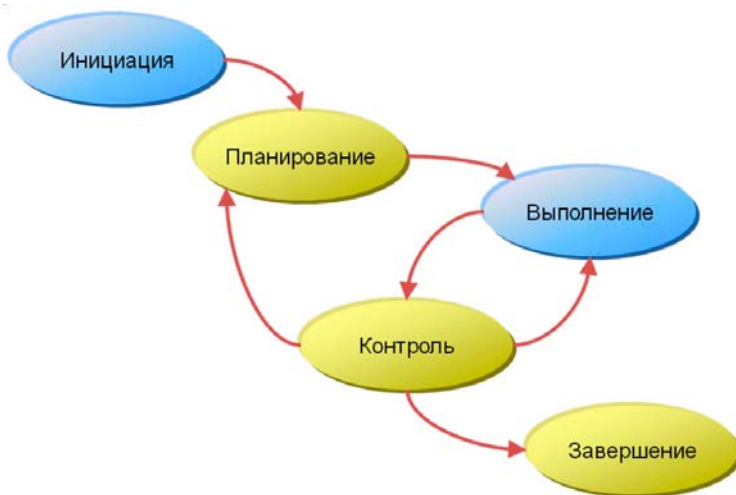 Инициация
Планирование
Выполнение
Контроль
Завершение